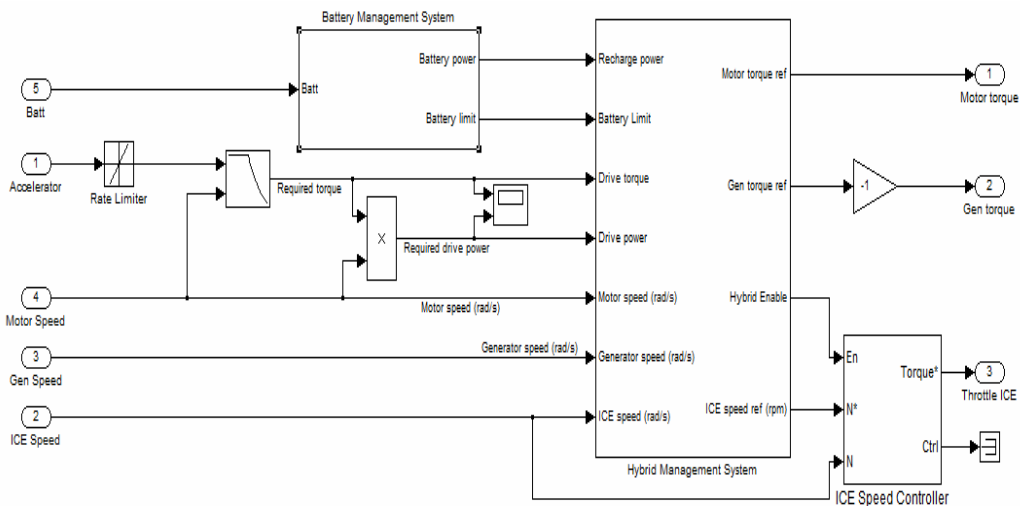 Battery Management System
5
Batt
Batt
Battery power
Battery limit
1
Accelerator
Rate Limiter
Required torque
X
Required drive power
4
Motor Speed
Motor speed (rad/s)
3
Gen Speed
Generator speed (rad/s)
2
ICE Speed
Recharge power
Battery Limit
Drive torque
Drive power
Motor speed (rad/s)
Generator speed (rad/s)
ICE speed (rad/s)
Motor torque ref
Gen torque ref
Hybrid Enable
ICE speed ref (rpm)
Hybrid Management System
1
Motor torque
-1
2
Gen torque
En
N*
N
Torque*
Ctrl
ICE Speed Controller
3
Throttle ICE